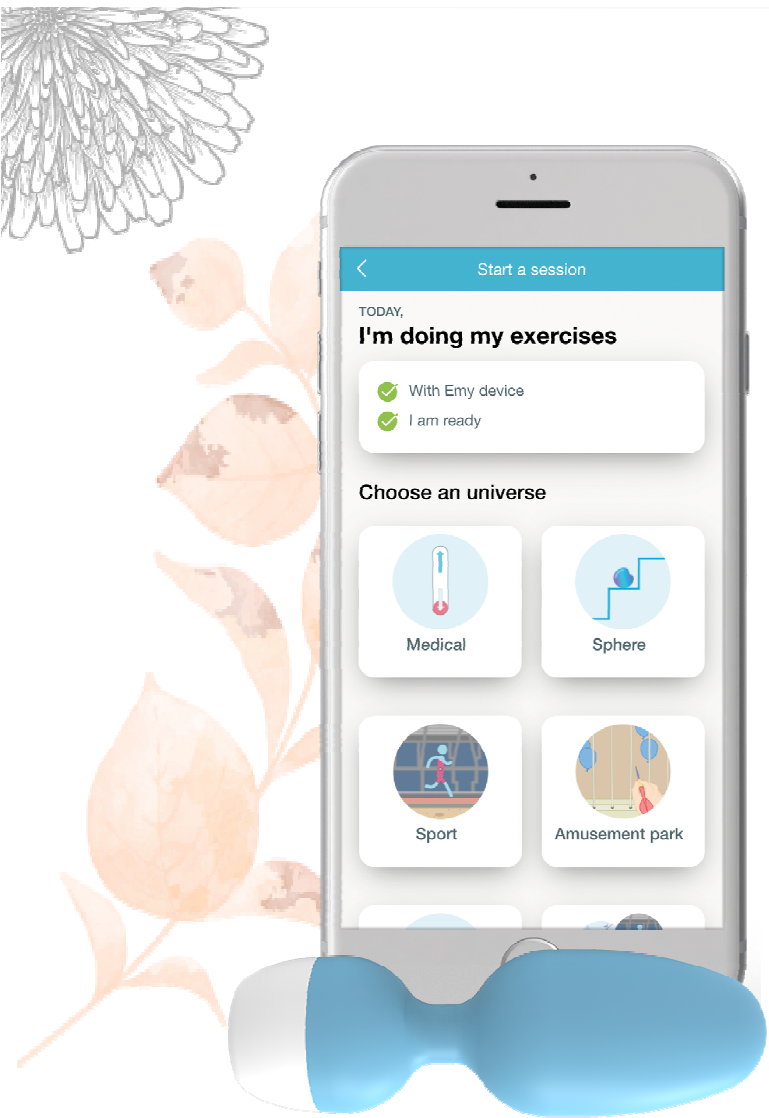 Start a session
TODAY,
I'm doing my exercises
With Emy device
I am ready
Choose an universe
Medical
Sphere
Sport
Amusement park